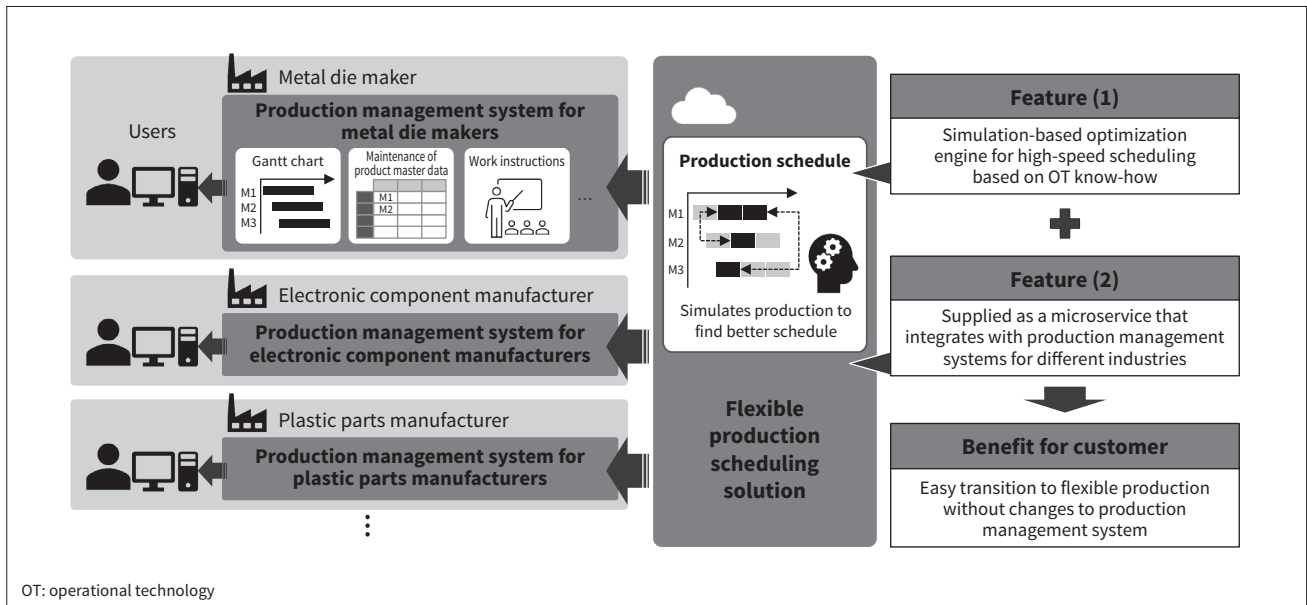 Metal die maker
Users
Production management system for
metal die makers
Gantt chart
M1
M2
M3
Maintenance of
product master data
M1
M2
Work instructions
...
Electronic component manufacturer
Production management system for
electronic component manufacturers
Plastic parts manufacturer
Production management system for
plastic parts manufacturers
Production schedule
M1
M2
M3
Simulates production to
find better schedule
Flexible
production
scheduling
solution
Feature (1)
Simulation-based optimization
engine for high-speed scheduling
based on OT know-how
Feature (2)
Supplied as a microservice that
integrates with production management
systems for different industries
Benefit for customer
Easy transition to flexible production
without changes to production
management system
OT: operational technology